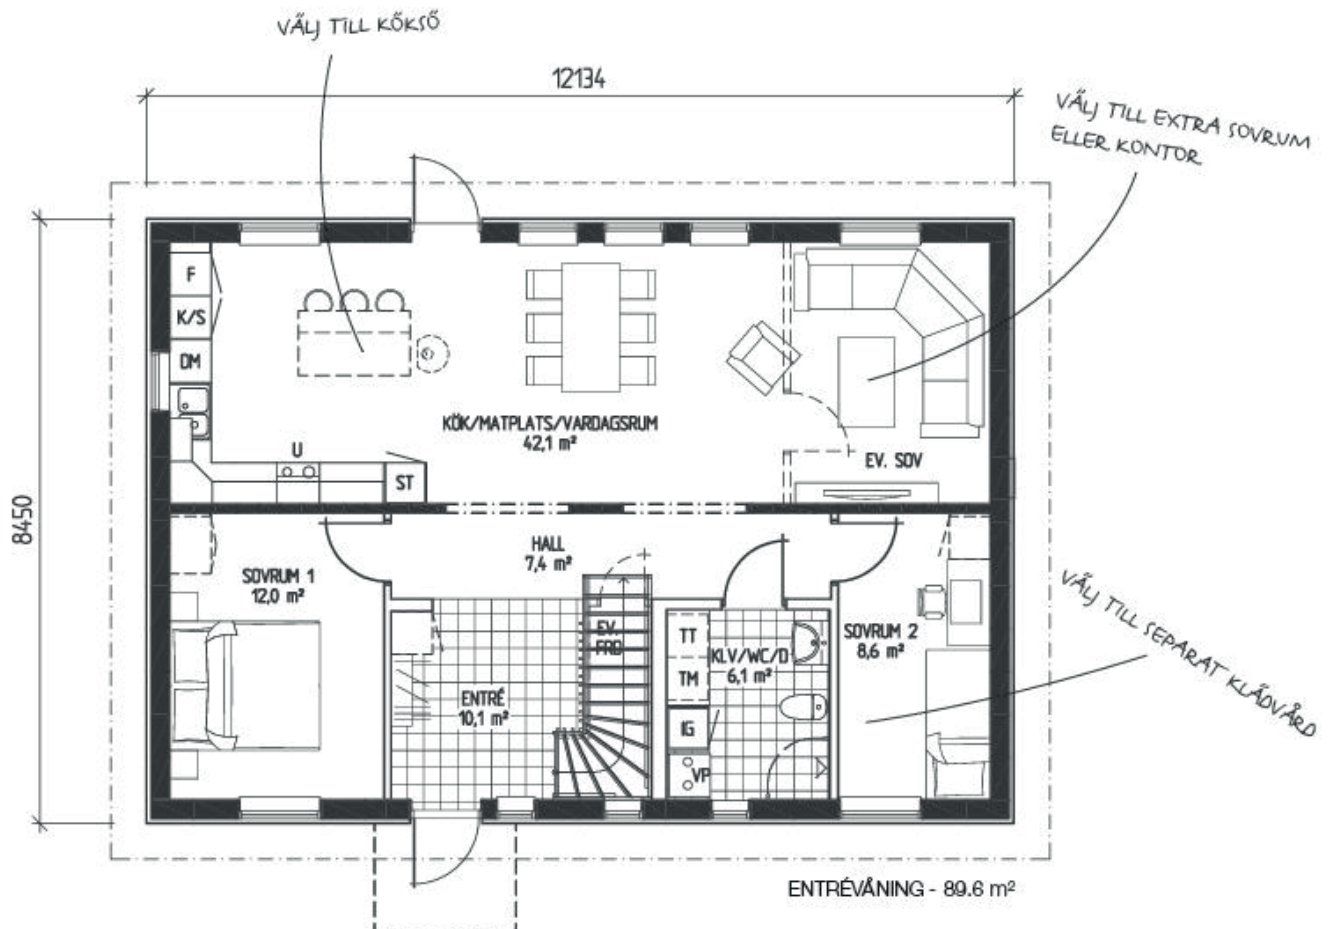 VÄLJ TILL KÖKSÖ
12134
VÄLJ TILL EXTRA SOVRUM
ELLER KONTOR
F
K/S
DM
KÖK/MATPLATS/VARDAGSRUM
42,1 m²
U
ST
EV. SOV
8450
HALL
7,4 m²
SOVRUM 1
12,0 m²
EV.
FRD
TT
TM
KLV/WC/D
6,1 m²
SOVRUM 2
8,6 m²
VÄLJ TILL SEPARAT KLÄDVÅRD
ENTRÉ
10,1 m²
IG
VP
ENTRÉVÅNING - 89.6 m²